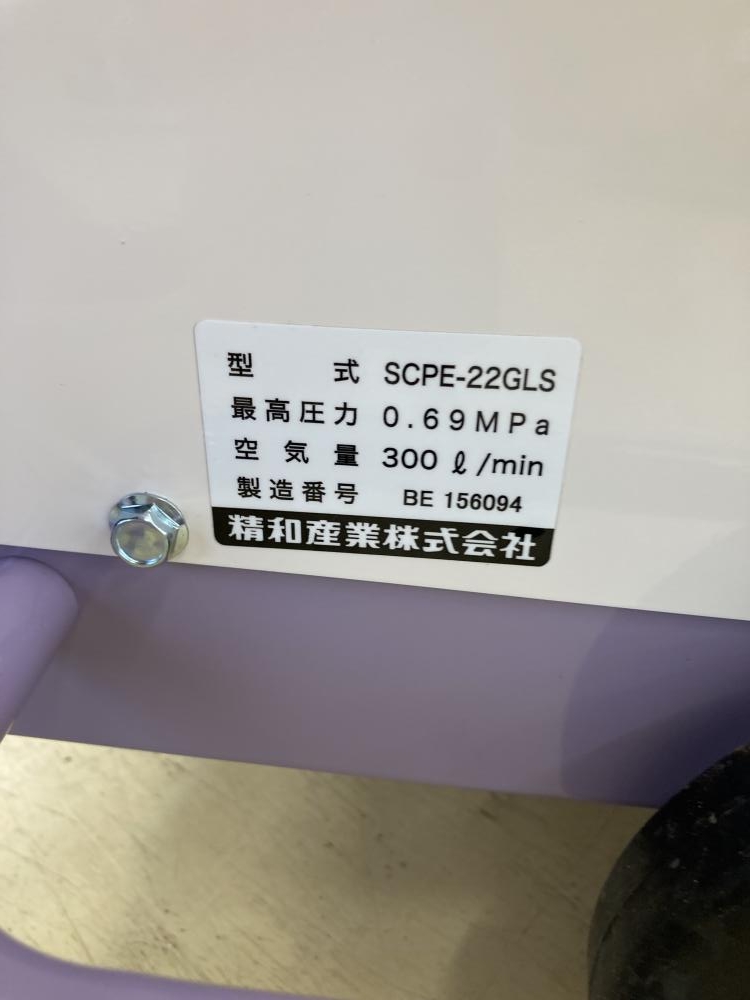 型式 SCPE-22GLS
最高圧力 0.69MPa
空気量 300 ℓ/min
製造番号 BE 156094
精和産業株式会社